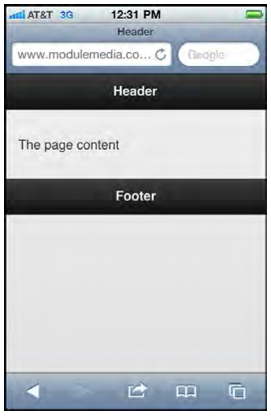 AT&T 3G 12:31 PM
Header
www.modulemedia.co... Google
Header
The page content
Footer